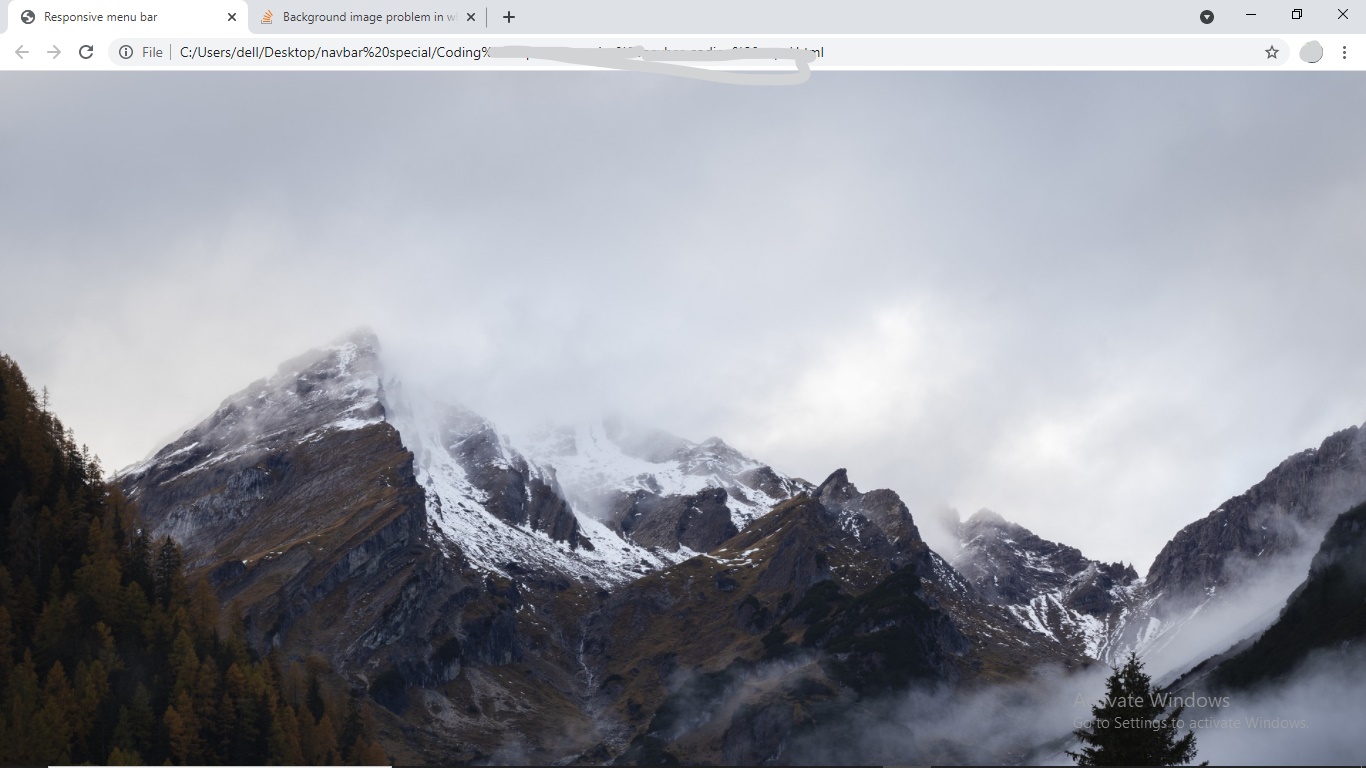 Responsive menu bar
Background image problem in w
File
C:/Users/dell/Desktop/navbar%20special/Coding%
html
Activate Windows
Go to Settings to activate Windows.